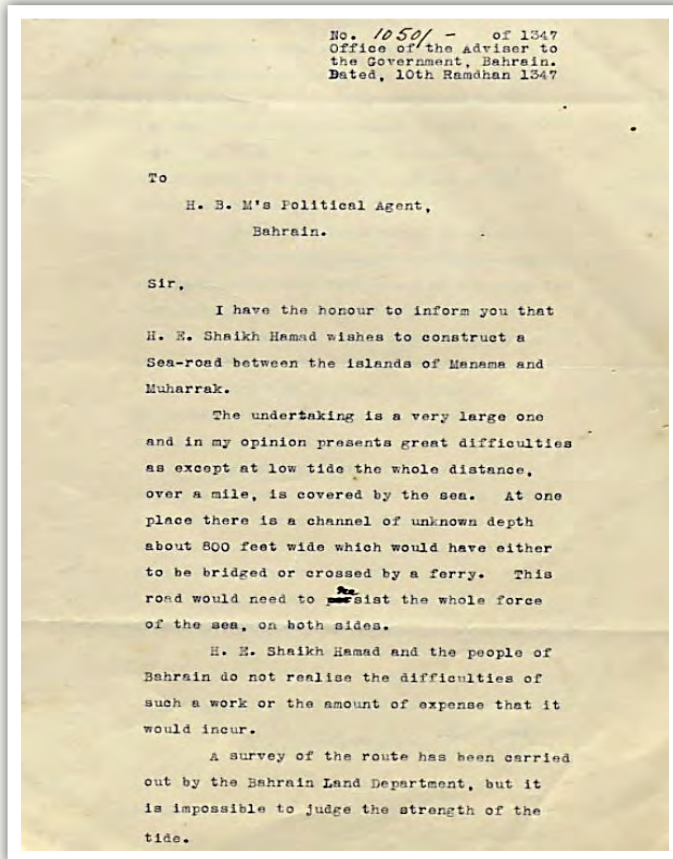 No. 1050/- of 1347
Office of the Adviser to
the Government, Bahrain.
Dated, 10th Ramdhan 1347
To
H. B. M's Political Agent,
Bahrain.
Sir,
I have the honour to inform you that
H. E. Shaikh Hamad wishes to construct a
Sea-road between the islands of Manama and
Muharrak.
The undertaking is a very large one
and in my opinion presents great difficulties
as except at low tide the whole distance,
over a mile, is covered by the sea. At one
place there is a channel of unknown depth
about 800 feet wide which would have either
to be bridged or crossed by a ferry. This
road would need to resist the whole force
of the sea, on both sides.
H. E. Shaikh Hamad and the people of
Bahrain do not realise the difficulties of
such a work or the amount of expense that it
would incur.
A survey of the route has been carried
out by the Bahrain Land Department, but it
is impossible to judge the strength of the
tide.